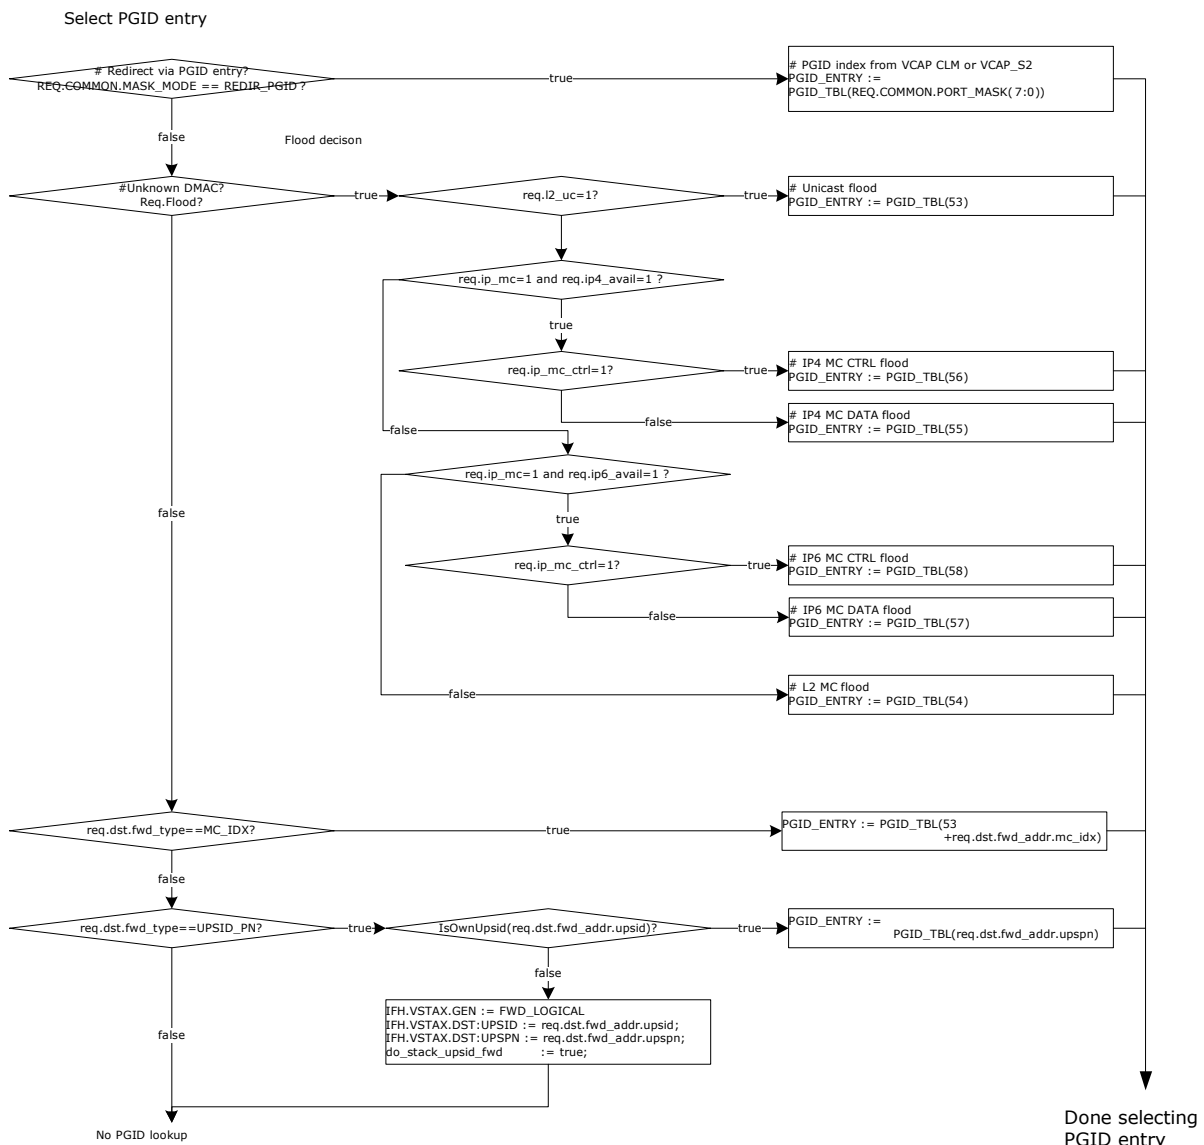 Select PGID entry
# Redirect via PGID entry?
REQ.COMMON.MASK_MODE == REDIR_PGID?
true
# PGID index from VCAP CLM or VCAP_S2
PGID_ENTRY :=
PGID_TBL(REQ.COMMON.PORT_MASK(7:0))
false
Flood decison
#Unknown DMAC?
Req.Flood?
true
req.l2_uc=1?
true
# Unicast flood
PGID_ENTRY := PGID_TBL(53)
req.ip_mc=1 and req.ip4_avail=1 ?
true
req.ip_mc_ctrl=1?
true
# IP4 MC CTRL flood
PGID_ENTRY := PGID_TBL(56)
false
# IP4 MC DATA flood
PGID_ENTRY := PGID_TBL(55)
false
req.ip_mc=1 and req.ip6_avail=1 ?
false
true
req.ip_mc_ctrl=1?
true
# IP6 MC CTRL flood
PGID_ENTRY := PGID_TBL(58)
false
# IP6 MC DATA flood
PGID_ENTRY := PGID_TBL(57)
false
# L2 MC flood
PGID_ENTRY := PGID_TBL(54)
req.dst.fwd_type==MC_IDX?
true
PGID_ENTRY := PGID_TBL(53
+req.dst.fwd_addr.mc_idx)
false
req.dst.fwd_type==UPSID_PN?
true
IsOwnUpsid(req.dst.fwd_addr.upsid)?
true
PGID_ENTRY :=
PGID_TBL(req.dst.fwd_addr.upspn)
false
IFH.VSTAX.GEN := FWD_LOGICAL
IFH.VSTAX.DST:UPSID := req.dst.fwd_addr.upsid;
IFH.VSTAX.DST:UPSPN := req.dst.fwd_addr.upspn;
do_stack_upsid_fwd := true;
false
No PGID lookup
Done selecting
PGID entry